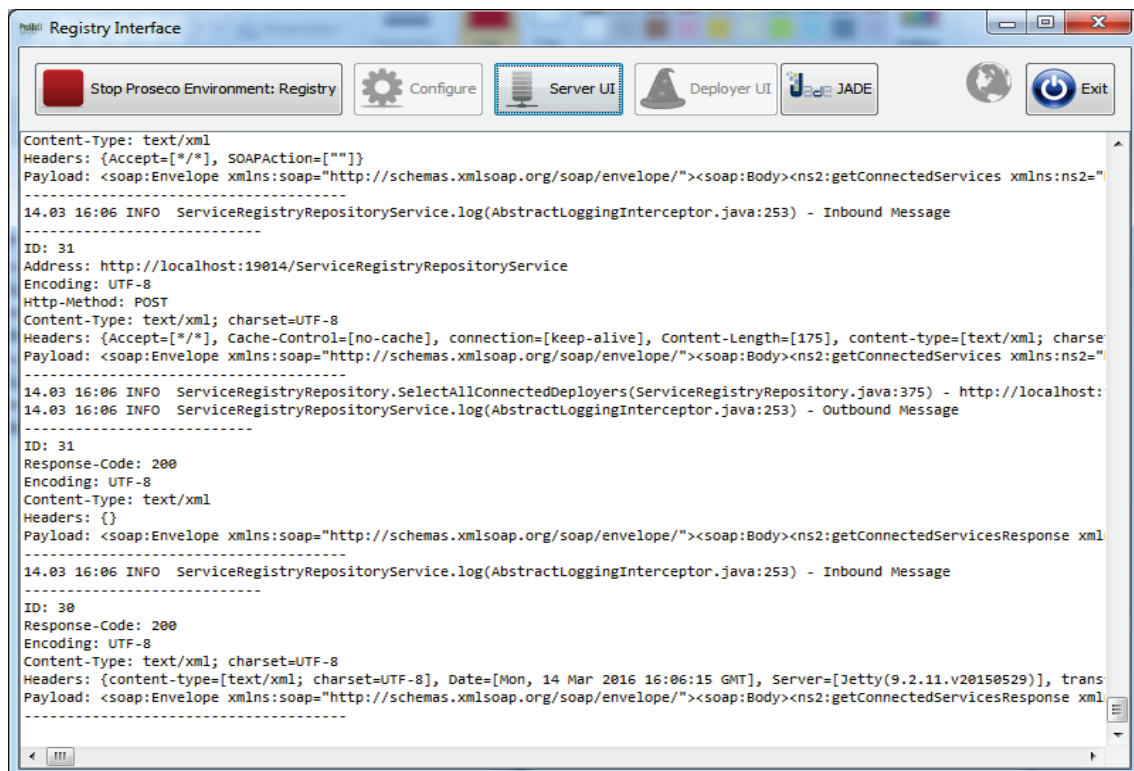 Registry Interface
Stop Proseco Environment: Registry
Configure
Server UI
Deployer UI
Jade JADE
Exit
Content-Type: text/xml
Headers: {Accept=[*/*], SOAPAction=[""]}
Payload: <soap:Envelope xmlns:soap="http://schemas.xmlsoap.org/soap/envelope/"><soap:Body><ns2:getConnectedServices xmlns:ns2="
--------------------------------------
14.03 16:06 INFO  ServiceRegistryRepositoryService.log(AbstractLoggingInterceptor.java:253) - Inbound Message
----------------------------
ID: 31
Address: http://localhost:19014/ServiceRegistryRepositoryService
Encoding: UTF-8
Http-Method: POST
Content-Type: text/xml; charset=UTF-8
Headers: {Accept=[*/*], Cache-Control=[no-cache], connection=[keep-alive], Content-Length=[175], content-type=[text/xml; charse
Payload: <soap:Envelope xmlns:soap="http://schemas.xmlsoap.org/soap/envelope/"><soap:Body><ns2:getConnectedServices xmlns:ns2="
--------------------------------------
14.03 16:06 INFO  ServiceRegistryRepository.SelectAllConnectedDeployers(ServiceRegistryRepository.java:375) - http://localhost:
14.03 16:06 INFO  ServiceRegistryRepositoryService.log(AbstractLoggingInterceptor.java:253) - Outbound Message
---------------------------
ID: 31
Response-Code: 200
Encoding: UTF-8
Content-Type: text/xml
Headers: {}
Payload: <soap:Envelope xmlns:soap="http://schemas.xmlsoap.org/soap/envelope/"><soap:Body><ns2:getConnectedServicesResponse xml
--------------------------------------
14.03 16:06 INFO  ServiceRegistryRepositoryService.log(AbstractLoggingInterceptor.java:253) - Inbound Message
----------------------------
ID: 30
Response-Code: 200
Encoding: UTF-8
Content-Type: text/xml; charset=UTF-8
Headers: {content-type=[text/xml; charset=UTF-8], Date=[Mon, 14 Mar 2016 16:06:15 GMT], Server=[Jetty(9.2.11.v20150529)], trans
Payload: <soap:Envelope xmlns:soap="http://schemas.xmlsoap.org/soap/envelope/"><soap:Body><ns2:getConnectedServicesResponse xml
--------------------------------------